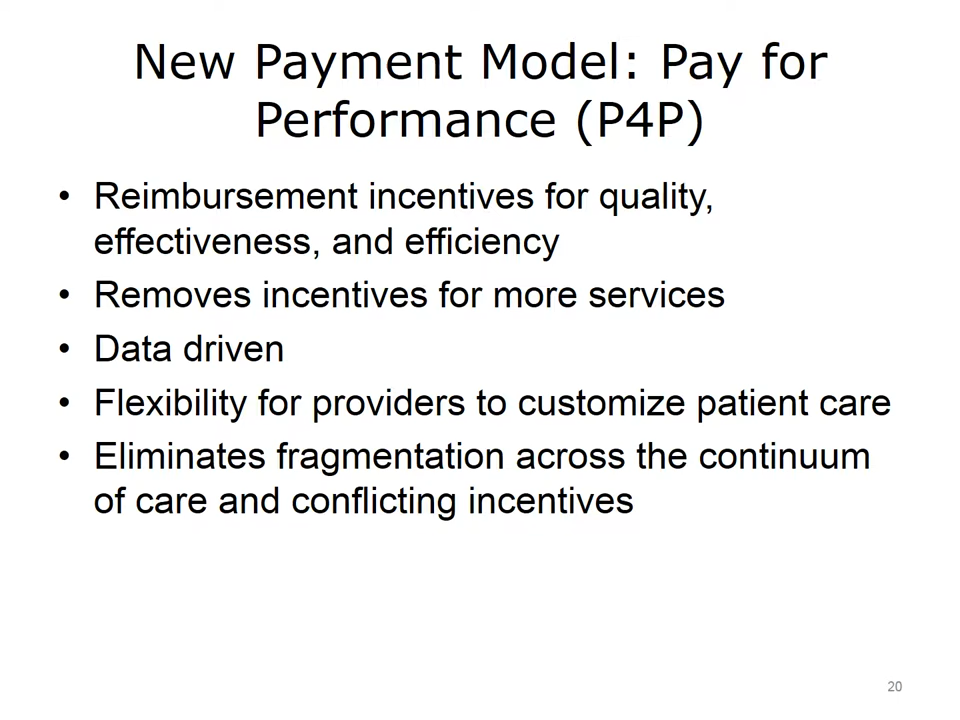 New Payment Model: Pay for
Performance (P4P)
• Reimbursement incentives for quality,
effectiveness, and efficiency
• Removes incentives for more services
• Data driven
• Flexibility for providers to customize patient care
• Eliminates fragmentation across the continuum
of care and conflicting incentives
20